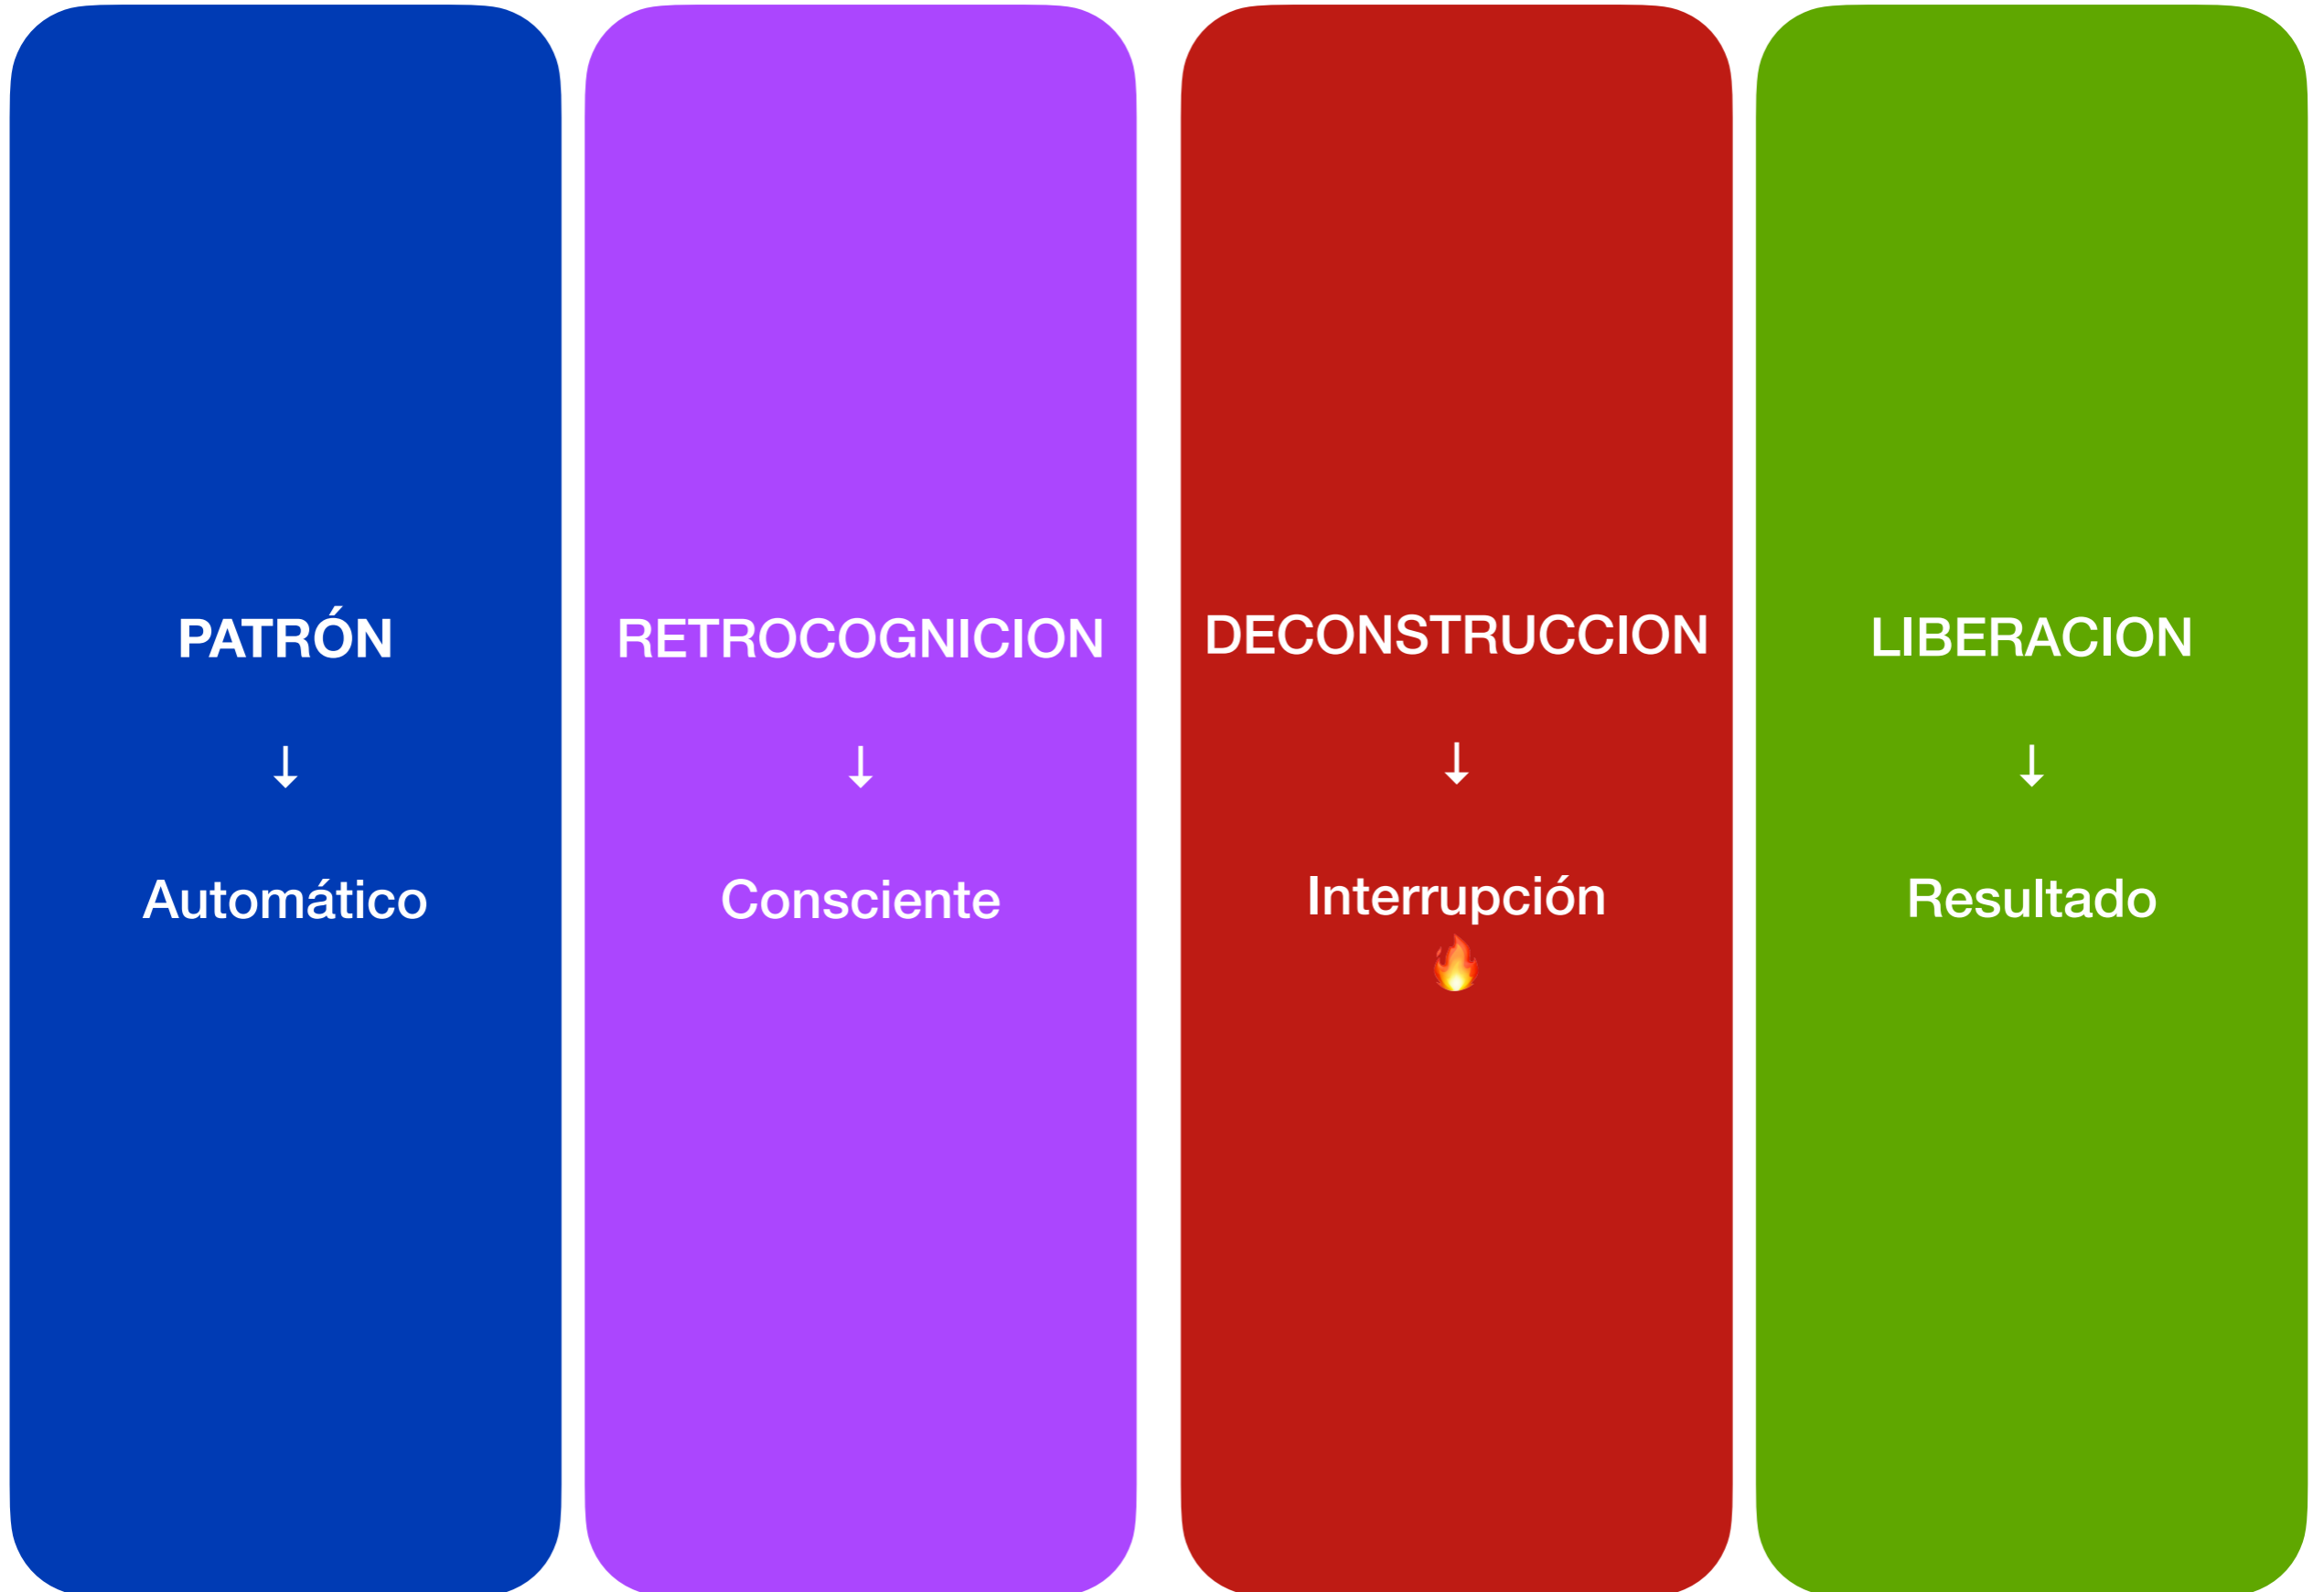 PATRÓN
↓
Automático
RETROCOGNICION
↓
Consciente
DECONSTRUCCION
↓
Interrupción
🔥
LIBERACION
↓
Resultado